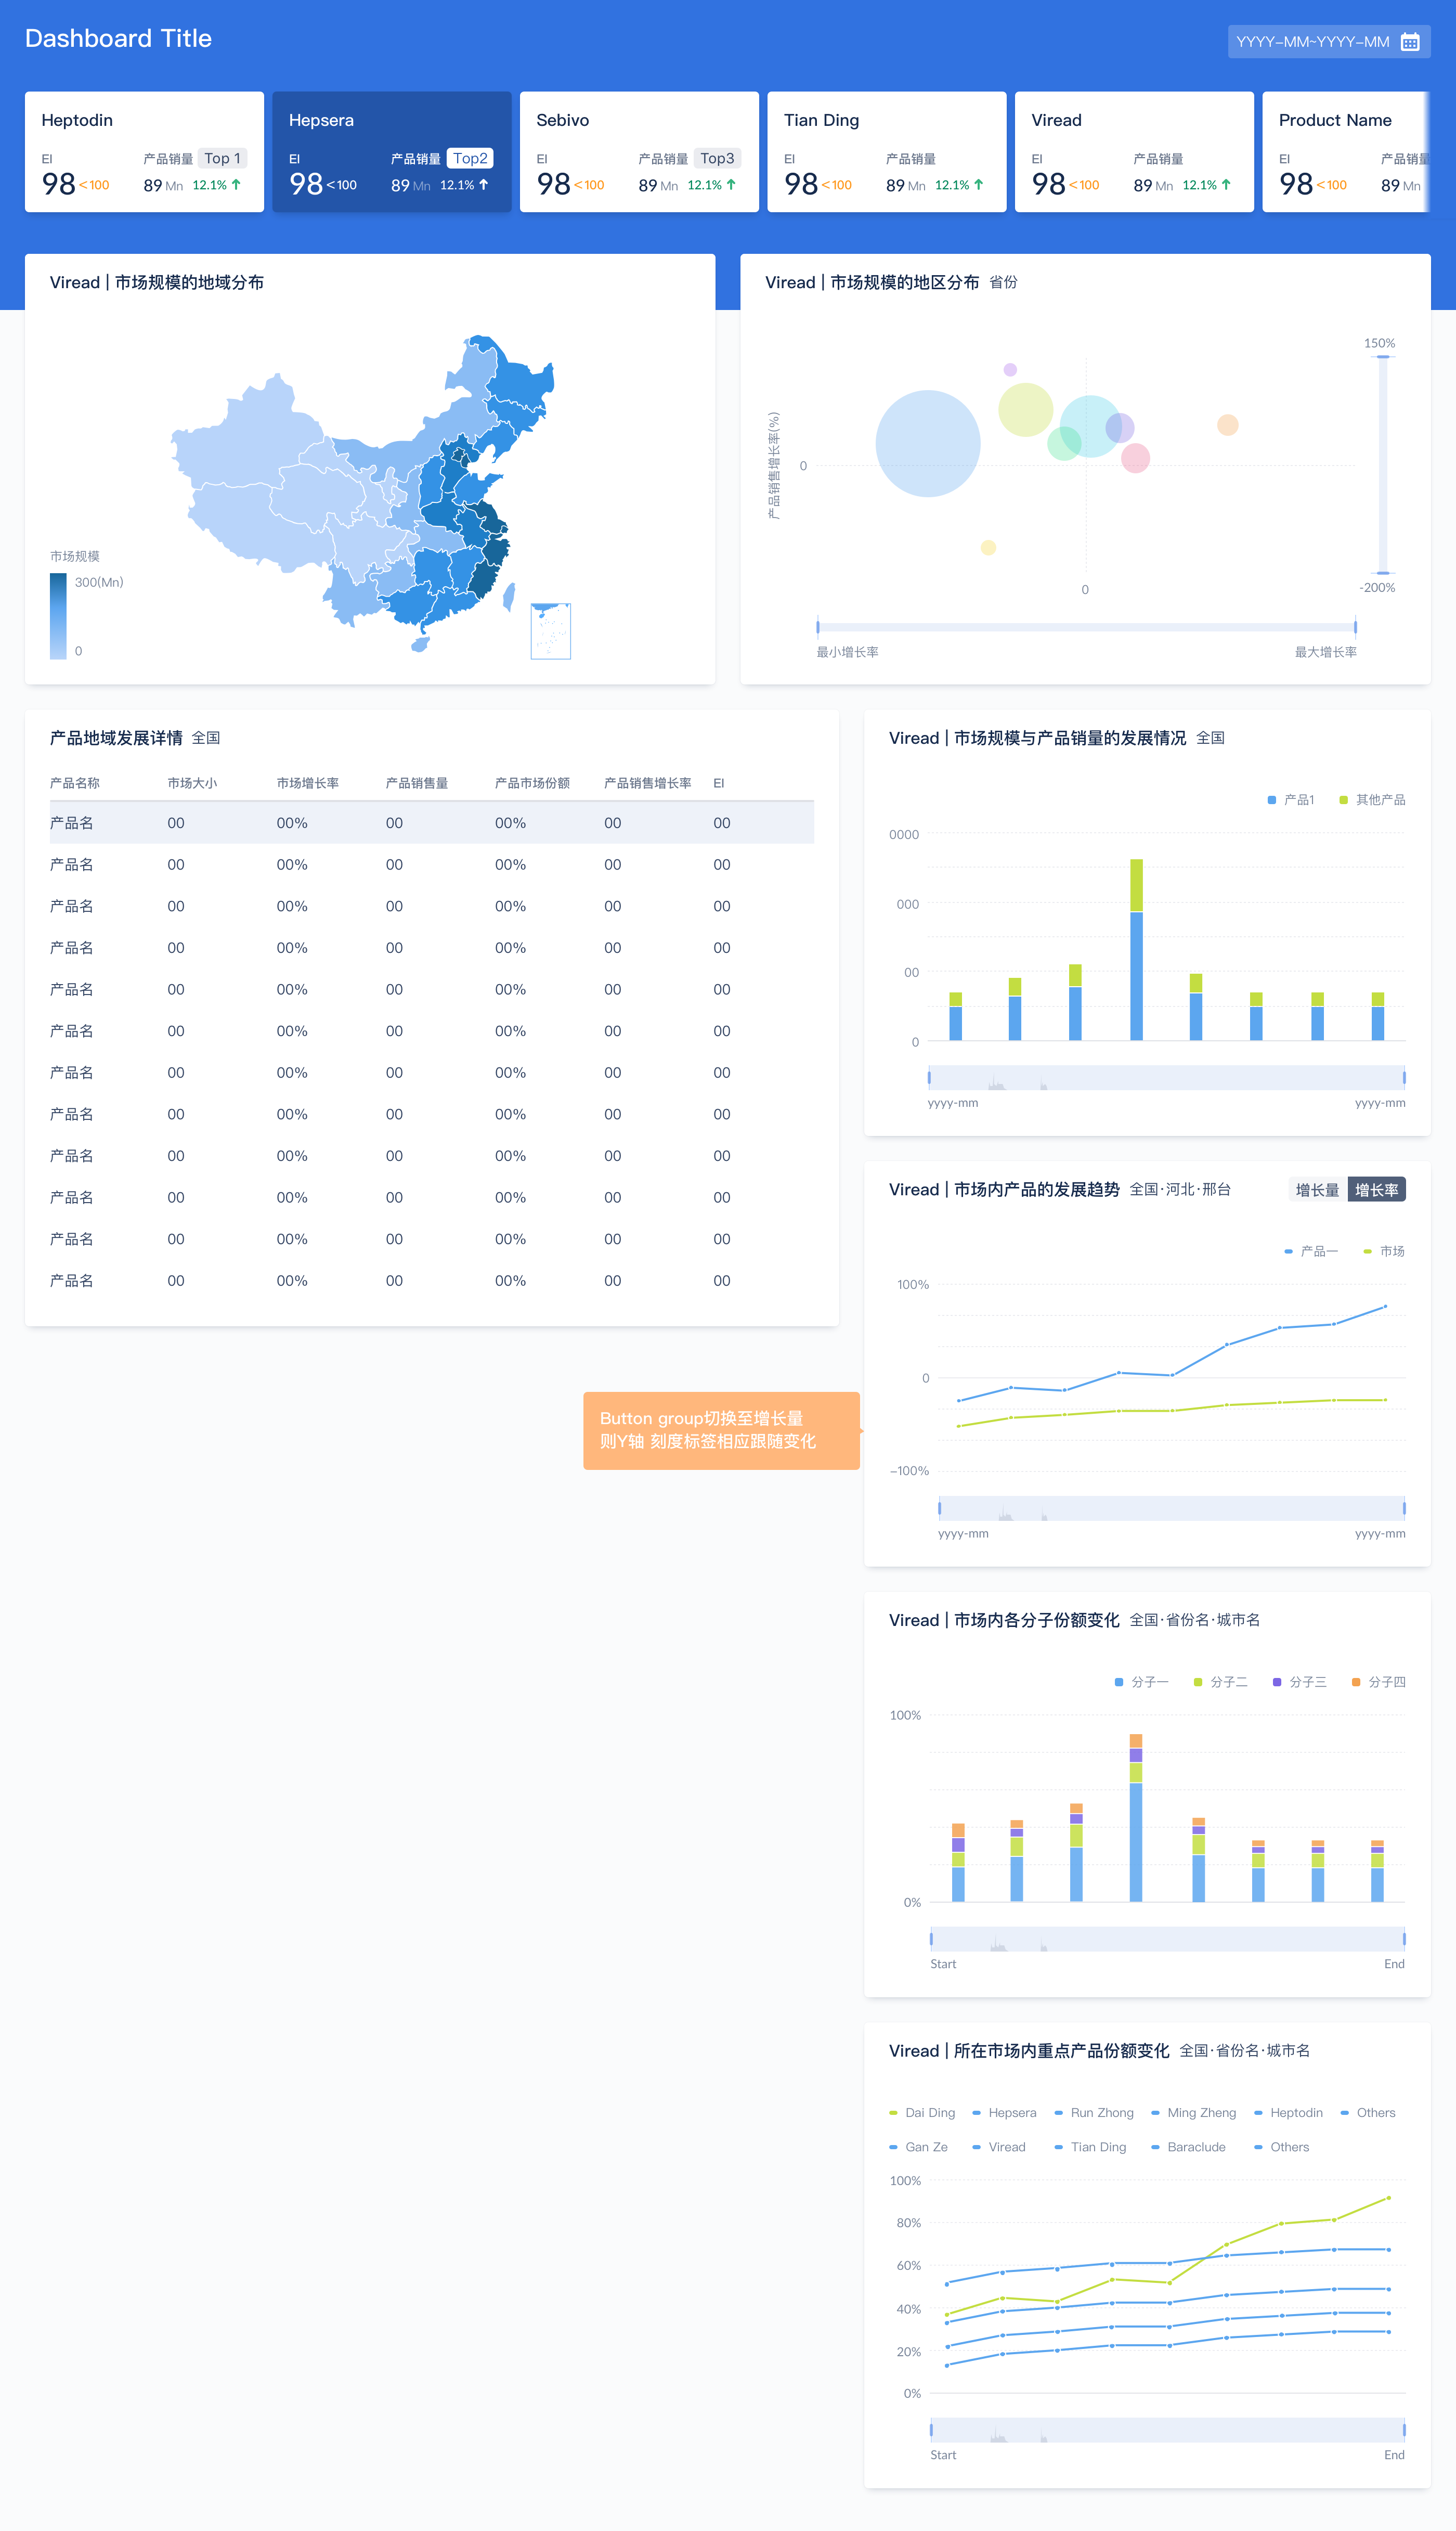 Dashboard Title
YYYY-MM~YYYY-MM
Heptodin
EI
产品销量 Top 1
98 <100
89 Mn 12.1%
Hepsera
EI
产品销量 Top2
98 <100
89 Mn 12.1%
Sebivo
EI
产品销量 Top3
98 <100
89 Mn 12.1%
Tian Ding
EI
产品销量
98 <100
89 Mn 12.1%
Viread
EI
产品销量
98 <100
89 Mn 12.1%
Product Name
EI
产品销量
98 <100
89 Mn
Viread | 市场规模的地域分布
市场规模
300(Mn)
0
Viread | 市场规模的地区分布 省份
150%
产品销售增长率(%)
0
0
-200%
最小增长率
最大增长率
产品地域发展详情 全国
产品名称 市场大小 市场增长率 产品销售量 产品市场份额 产品销售增长率 EI
产品名 00 00% 00 00% 00 00
产品名 00 00% 00 00% 00 00
产品名 00 00% 00 00% 00 00
产品名 00 00% 00 00% 00 00
产品名 00 00% 00 00% 00 00
产品名 00 00% 00 00% 00 00
产品名 00 00% 00 00% 00 00
产品名 00 00% 00 00% 00 00
产品名 00 00% 00 00% 00 00
产品名 00 00% 00 00% 00 00
产品名 00 00% 00 00% 00 00
产品名 00 00% 00 00% 00 00
Viread | 市场规模与产品销量的发展情况 全国
产品1 其他产品
0000
000
00
0
yyyy-mm yyyy-mm
Viread | 市场内产品的发展趋势 全国·河北·邢台
增长量 增长率
产品一 市场
100%
0
-100%
yyyy-mm yyyy-mm
Button group切换至增长量
则Y轴 刻度标签相应跟随变化
Viread | 市场内各分子份额变化 全国·省份名·城市名
分子一 分子二 分子三 分子四
100%
0%
Start End
Viread | 所在市场内重点产品份额变化 全国·省份名·城市名
Dai Ding Hepsera Run Zhong Ming Zheng Heptodin Others
Gan Ze Viread Tian Ding Baraclude Others
100%
80%
60%
40%
20%
0%
Start End